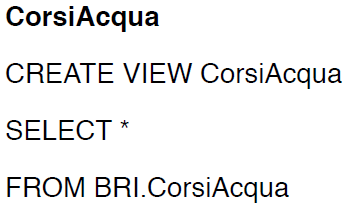 CorsiAcqua
CREATE VIEW CorsiAcqua
SELECT *
FROM BRI.CorsiAcqua